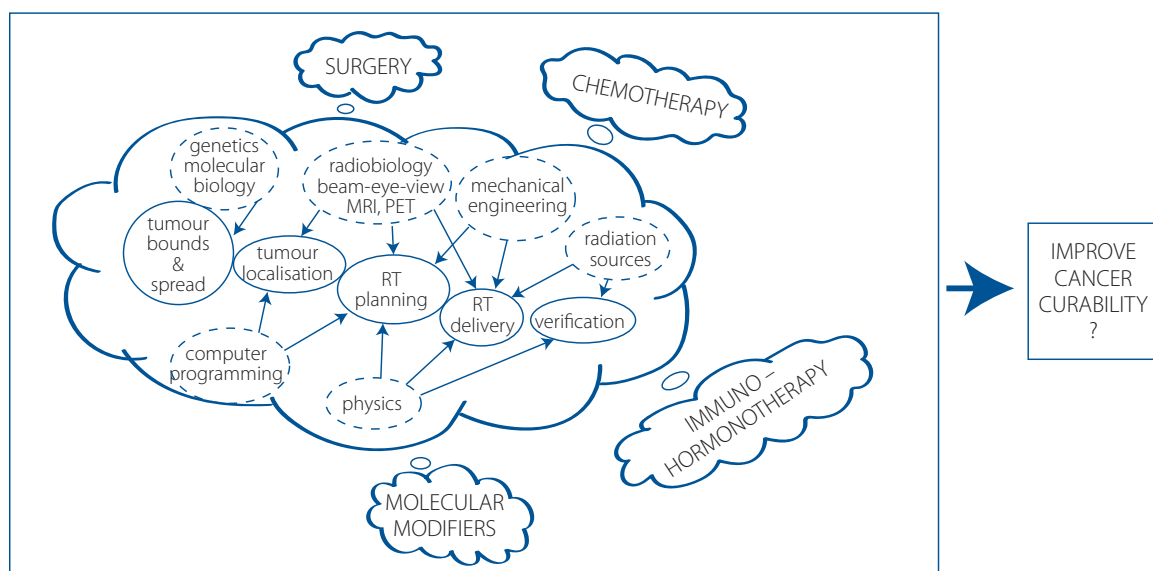 SURGERY
CHEMOTHERAPY
genetics
molecular
biology
radiobiology
beam-eye-view
MRI, PET
mechanical
engineering
radiation
sources
tumour
bounds
&
spread
tumour
localisation
RT
planning
RT
delivery
verification
computer
programming
physics
IMMUNO –
HORMONOTHERAPY
MOLECULAR
MODIFIERS
IMPROVE
CANCER
CURABILITY
?